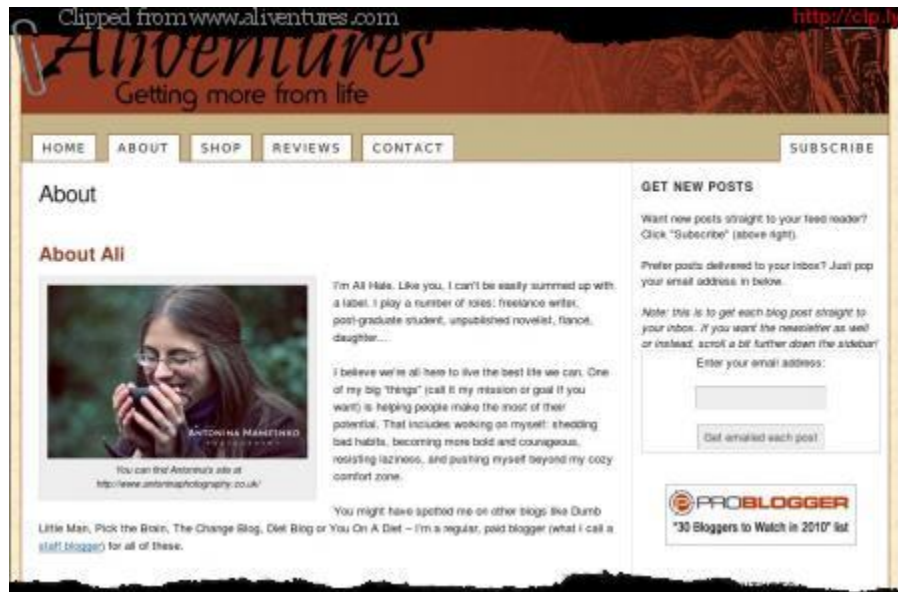 Clipped from www.aliventures.com
http://clp.ly
Aliventures
Getting more from life
HOME
ABOUT
SHOP
REVIEWS
CONTACT
SUBSCRIBE
About
About Ali
ANTONINA MAMZENKO
PHOTOGRAPHY
You can find Antonina's site at
http://www.antoninaphotography.co.uk/
I'm Ali Hale. Like you, I can't be easily summed up with
a label. I play a number of roles: freelance writer,
post-graduate student, unpublished novelist, fiancé,
daughter....
I believe we're all here to live the best life we can. One
of my big "things" (call it my mission or goal if you
want) is helping people make the most of their
potential. That includes working on myself: shedding
bad habits, becoming more bold and courageous,
resisting laziness, and pushing myself beyond my cozy
comfort zone.
You might have spotted me on other blogs like Dumb
Little Man, Pick the Brain, The Change Blog, Diet Blog or You On A Diet – I'm a regular, paid blogger (what I call a
staff blogger) for all of these.
GET NEW POSTS
Want new posts straight to your feed reader?
Click "Subscribe" (above right).
Prefer posts delivered to your inbox? Just pop
your email address in below.
Note: this is to get each blog post straight to
your inbox. If you want the newsletter as well
or instead, scroll a bit further down the sidebar!
Enter your email address:
Get emailed each post
PROBLOGGER
"30 Bloggers to Watch in 2010" list